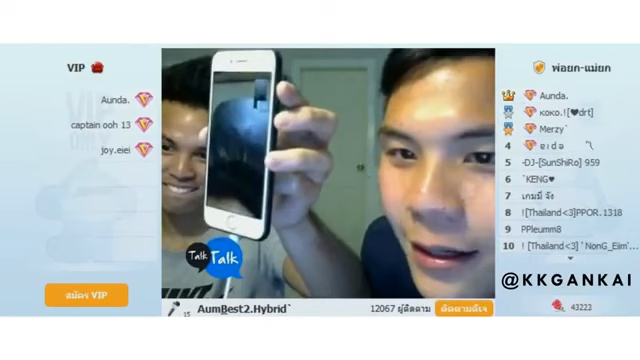 VIP
Aunda.
captain ooh 13
joy.eiei
สมัคร VIP
Talk Talk
15 AumBest2.Hybrid` 12067 ผู้ติดตาม ติดตามดีเจ
พ่อยก-แม่ยก
Aunda.
κοκο.![♥drt]
Merzy`
4
5 -DJ-[SunShiRo] 959
6 `KENG♥
7 เกมมี่ จัง
8 ![Thailand<3]PPOR.1318
9 PPleumm8
10 ![Thailand<3]`NonG_Eim`...
@KKGANKAI
43223